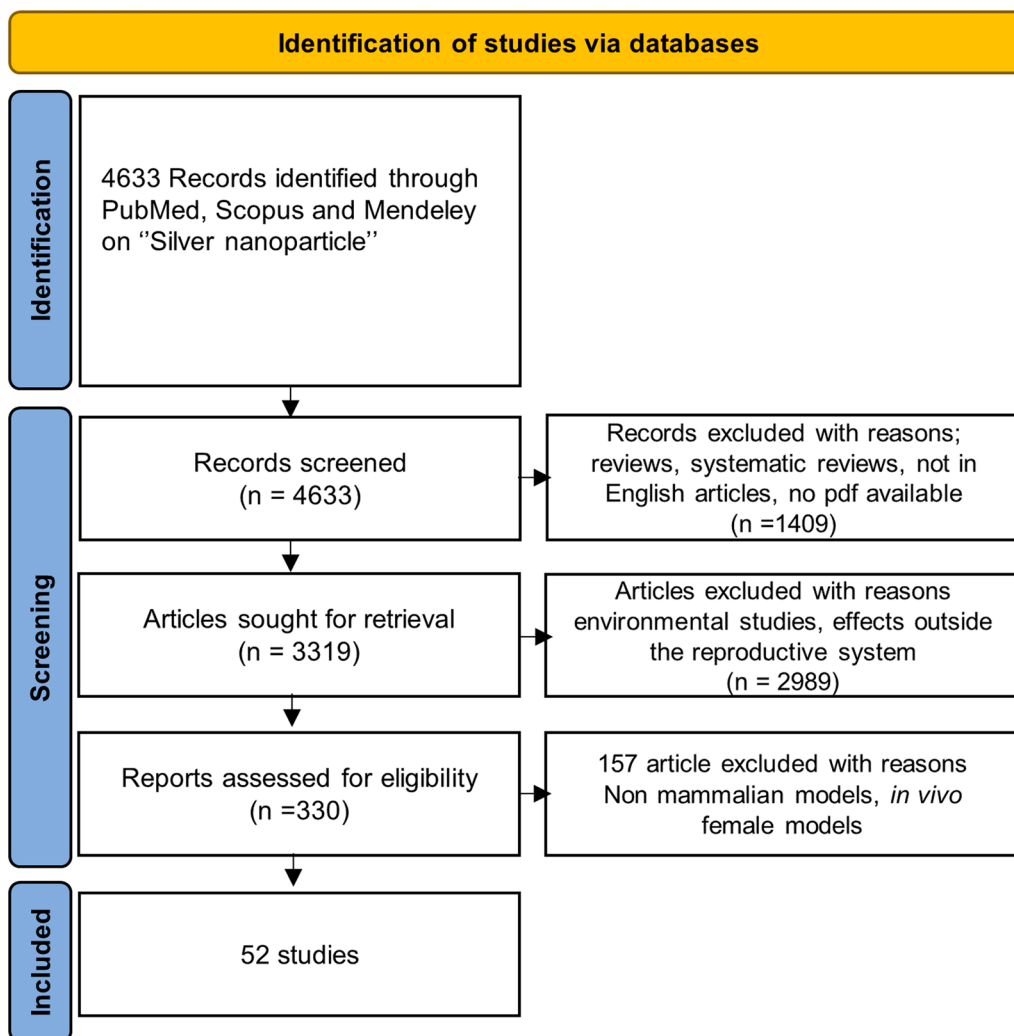 Identification of studies via databases
Identification
4633 Records identified through
PubMed, Scopus and Mendeley
on ‘’Silver nanoparticle’’
Screening
Records screened
(n = 4633)
Records excluded with reasons;
reviews, systematic reviews, not in
English articles, no pdf available
(n =1409)
Articles sought for retrieval
(n = 3319)
Articles excluded with reasons
environmental studies, effects outside
the reproductive system
(n = 2989)
Reports assessed for eligibility
(n =330)
157 article excluded with reasons
Non mammalian models, in vivo
female models
Included
52 studies